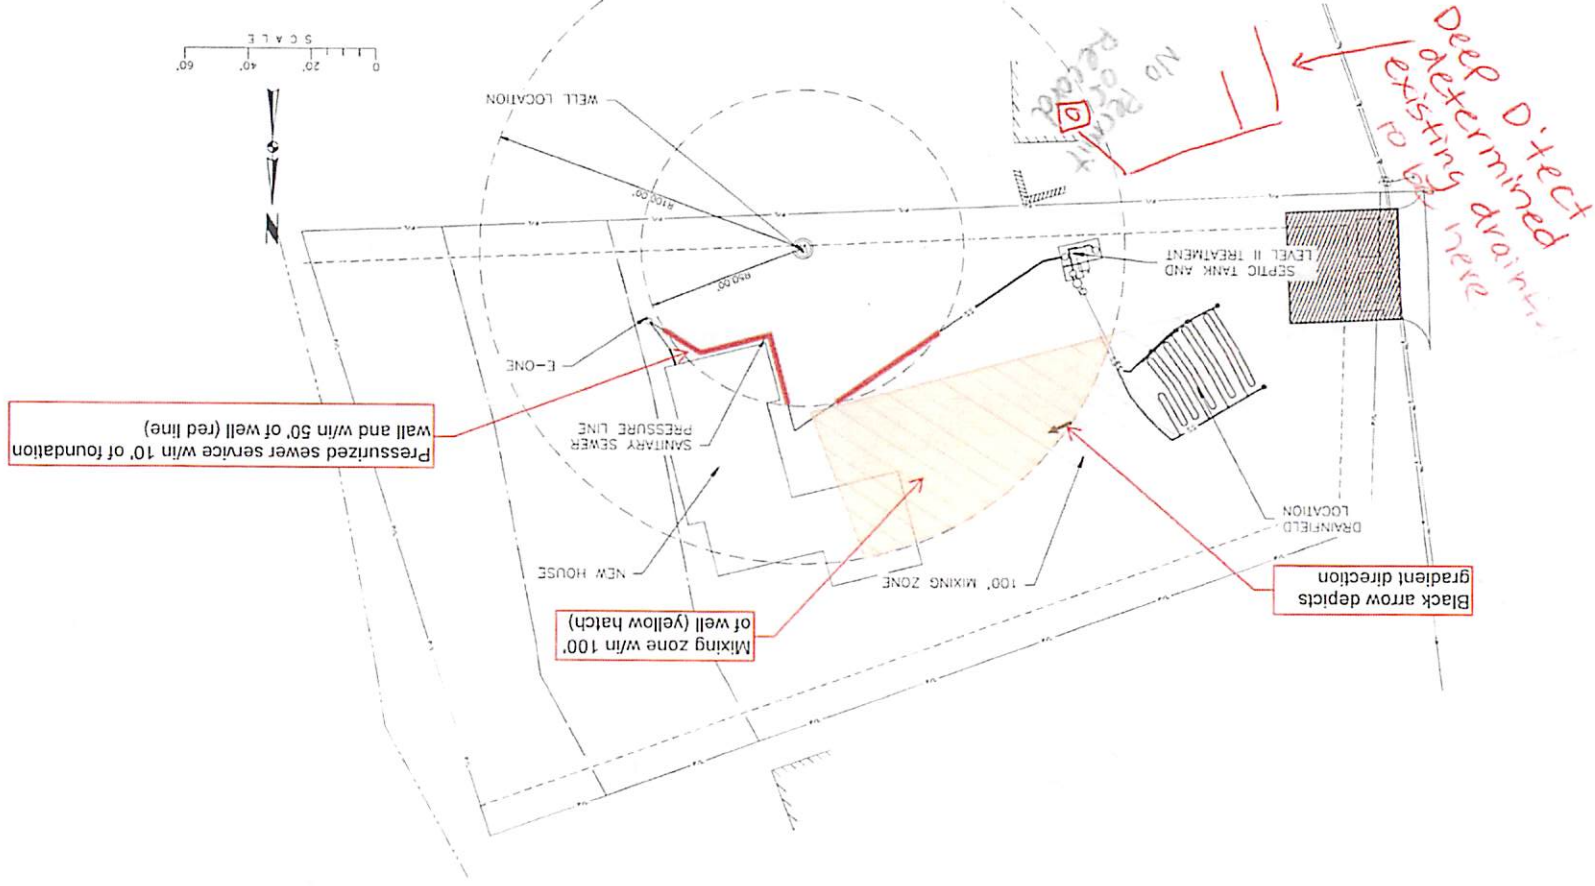 Deep D'tect
determined
existing
to be here
No Permit
or
Record
SCALE
0 20' 40' 60'
WELL LOCATION
R100.00'
R50.00'
N
SEPTIC TANK AND
LEVEL II TREATMENT
E-ONE
SANITARY SEWER
PRESSURE LINE
Pressurized sewer service w/in 10' of foundation
wall and w/in 50' of well (red line)
DRAINFIELD
LOCATION
NEW HOUSE
100' MIXING ZONE
Black arrow depicts
gradient direction
Mixing zone w/in 100'
of well (yellow hatch)
SS